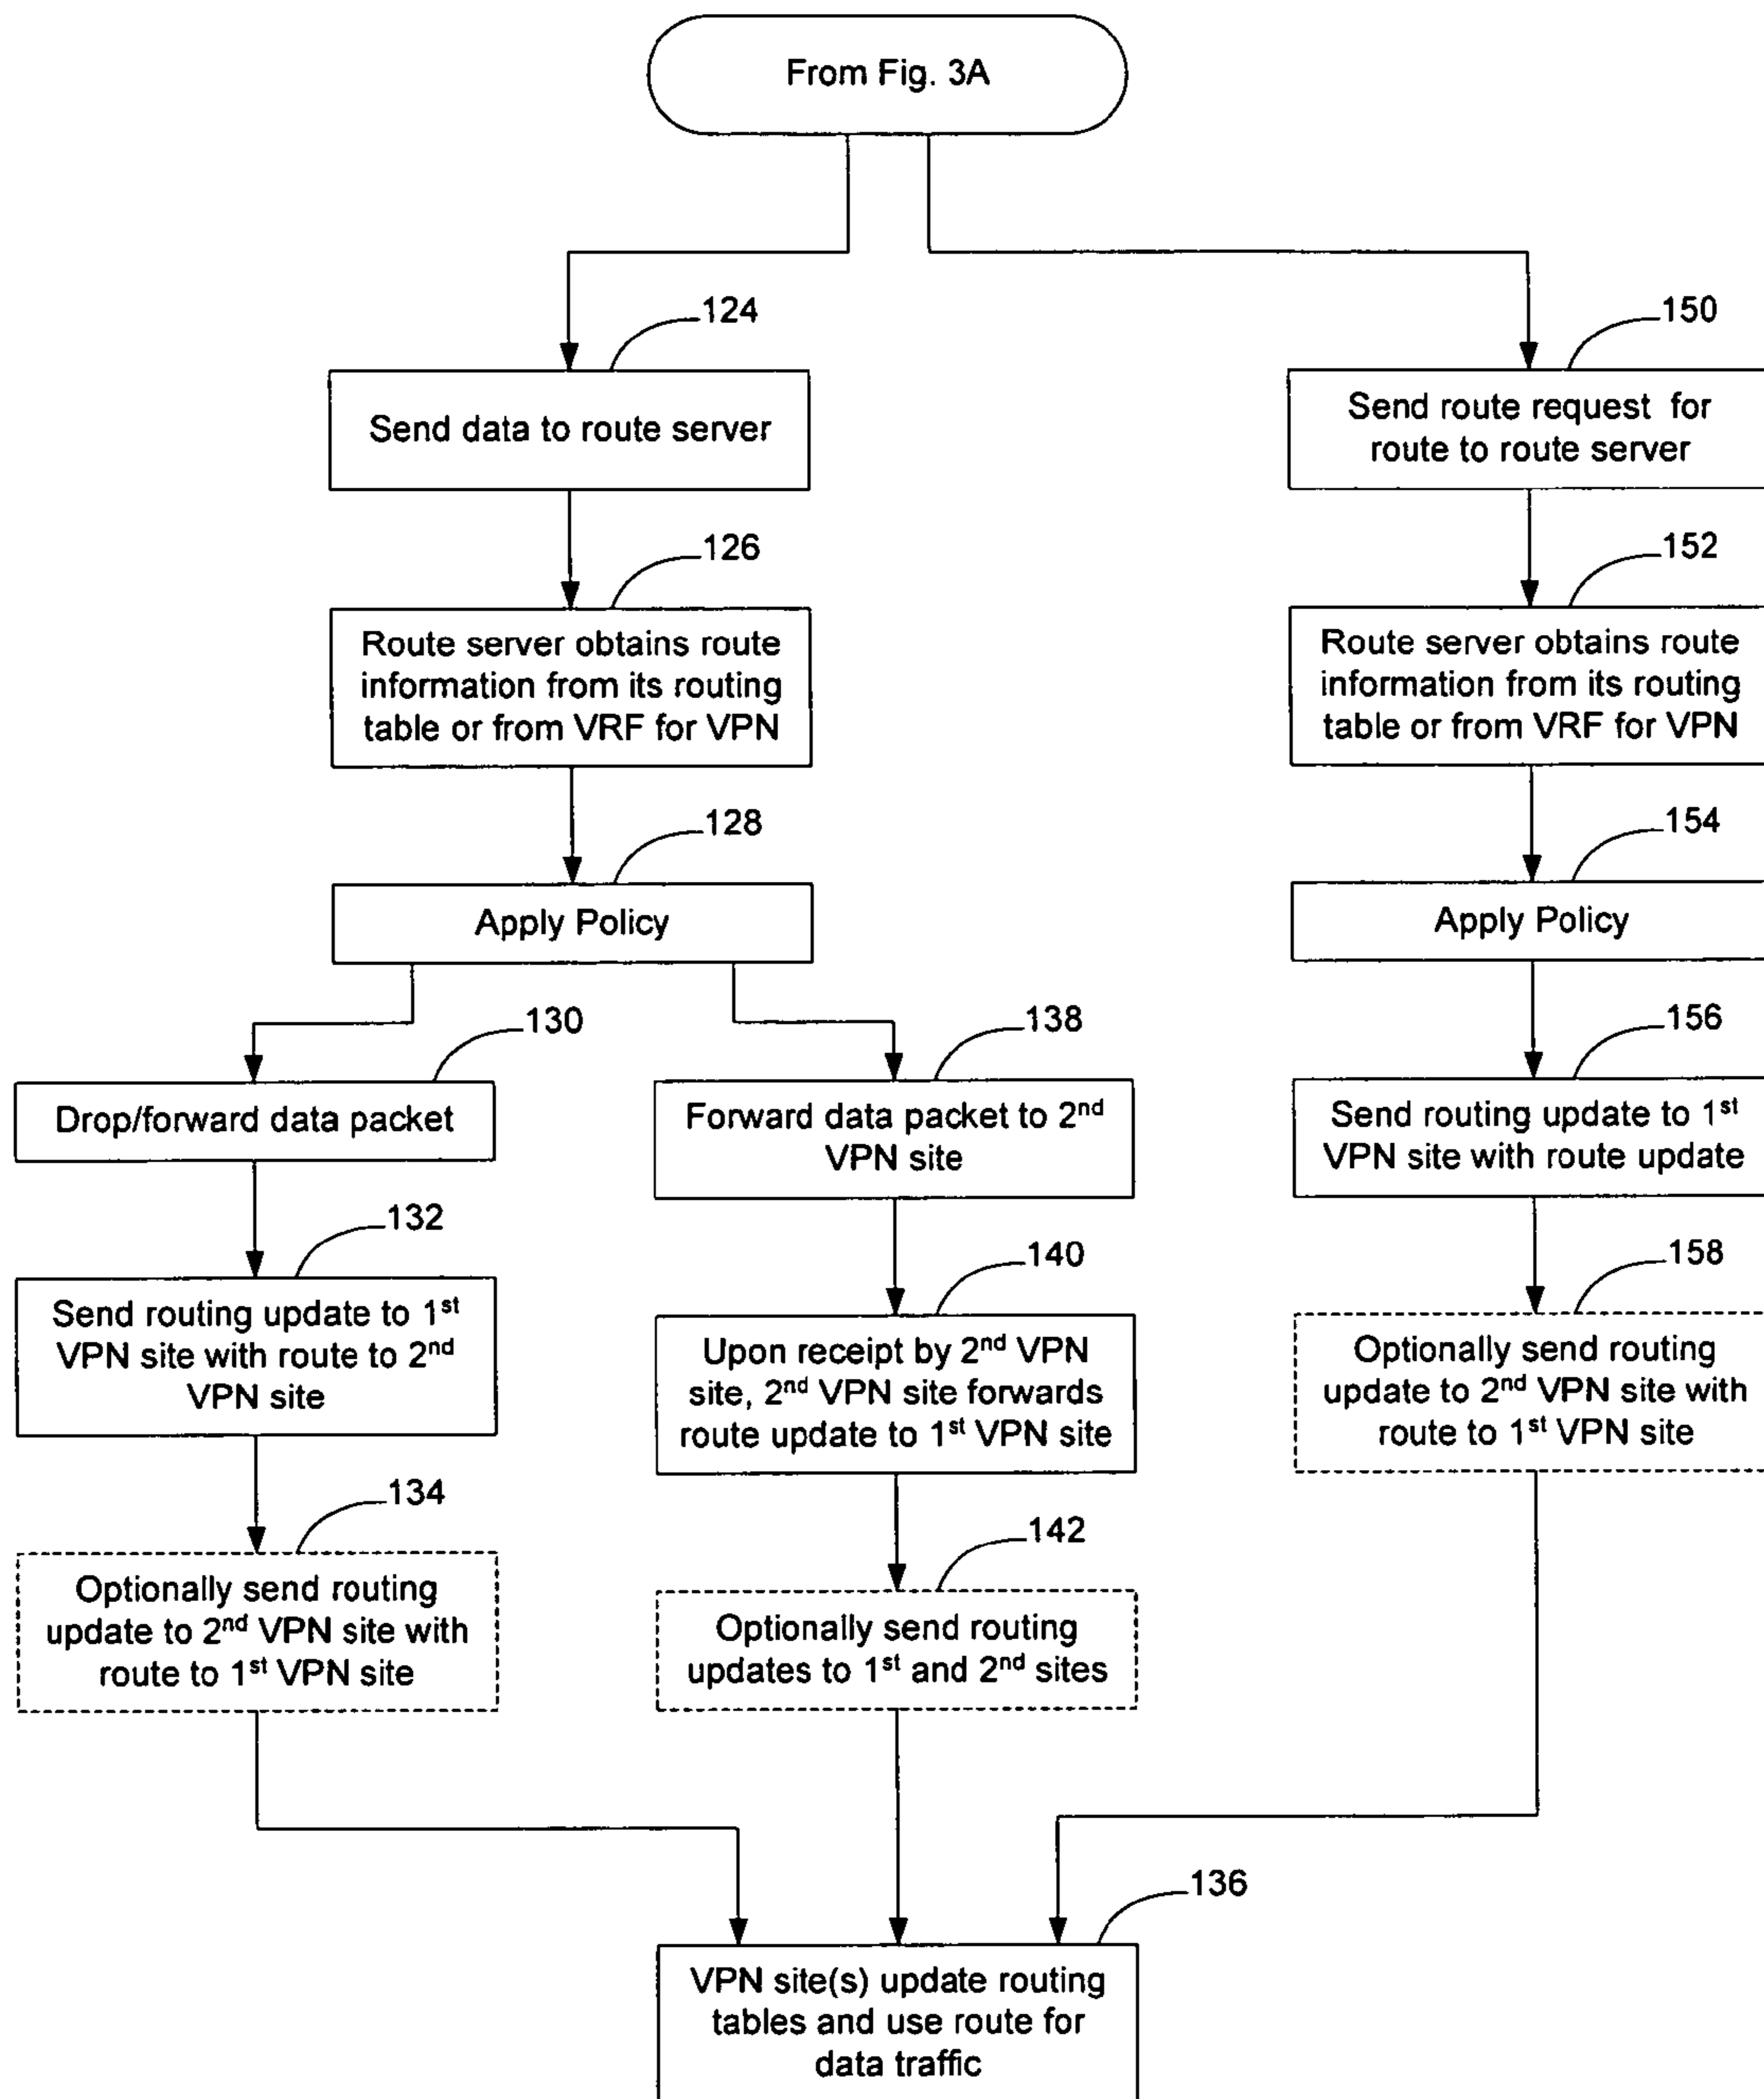 From Fig. 3A
124
Send data to route server
126
Route server obtains route
information from its routing
table or from VRF for VPN
128
Apply Policy
130
Drop/forward data packet
132
Send routing update to 1st
VPN site with route to 2nd
VPN site
134
Optionally send routing
update to 2nd VPN site with
route to 1st VPN site
138
Forward data packet to 2nd
VPN site
140
Upon receipt by 2nd VPN
site, 2nd VPN site forwards
route update to 1st VPN site
142
Optionally send routing
updates to 1st and 2nd sites
150
Send route request for
route to route server
152
Route server obtains route
information from its routing
table or from VRF for VPN
154
Apply Policy
156
Send routing update to 1st
VPN site with route update
158
Optionally send routing
update to 2nd VPN site with
route to 1st VPN site
136
VPN site(s) update routing
tables and use route for
data traffic